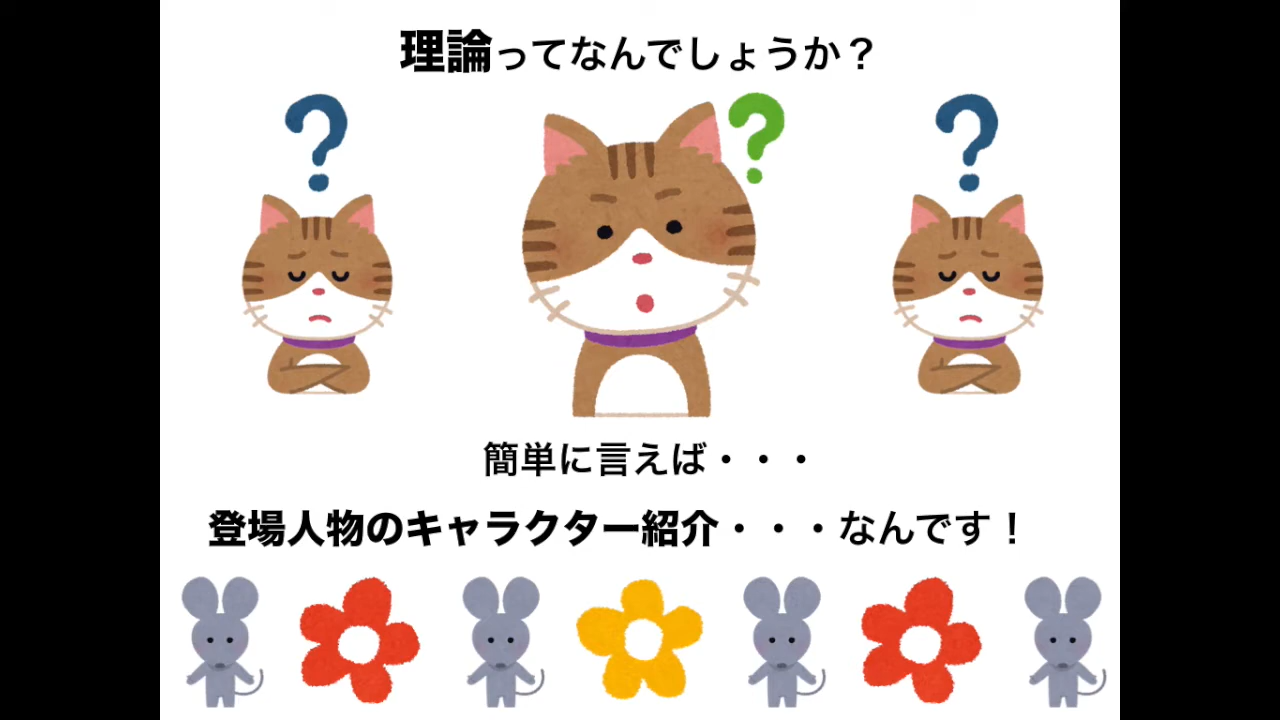 理論ってなんでしょうか？
? ? ?
簡単に言えば・・・
登場人物のキャラクター紹介・・・なんです！